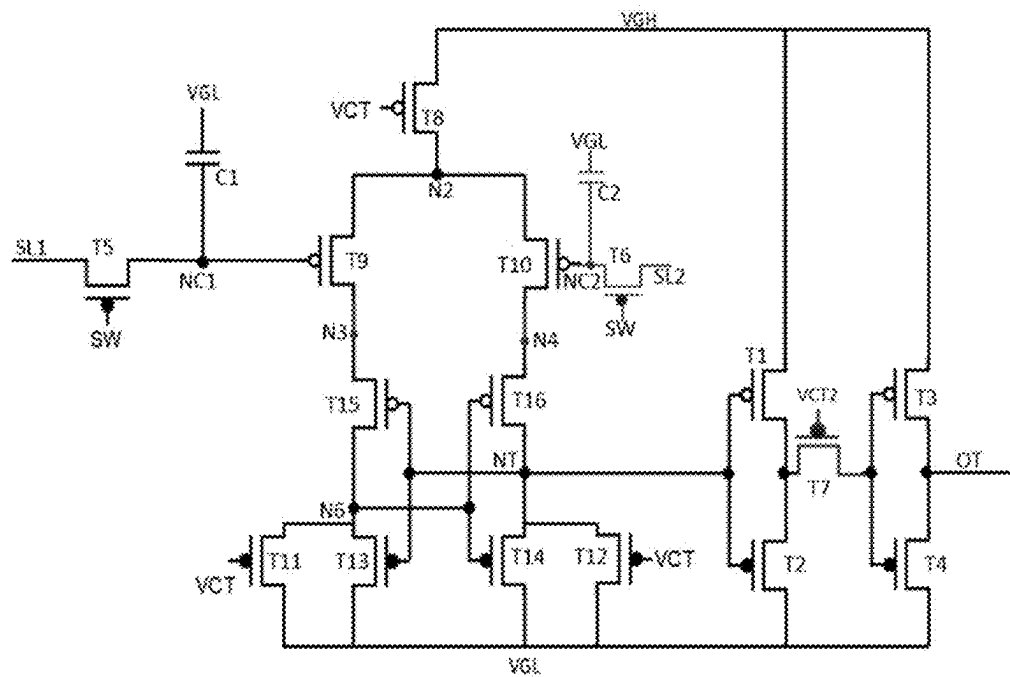 VGH
VGL
VCT
T8
C1
VGL
N2
C2
SL1
T5
T9
T10
T6
NC1
NC2
SL2
SW
SW
N3
N4
T1
T15
T16
VCT2
T3
NT
OT
T7
N6
T11
T13
T14
T12
VCT
T2
T4
VCT
VGL